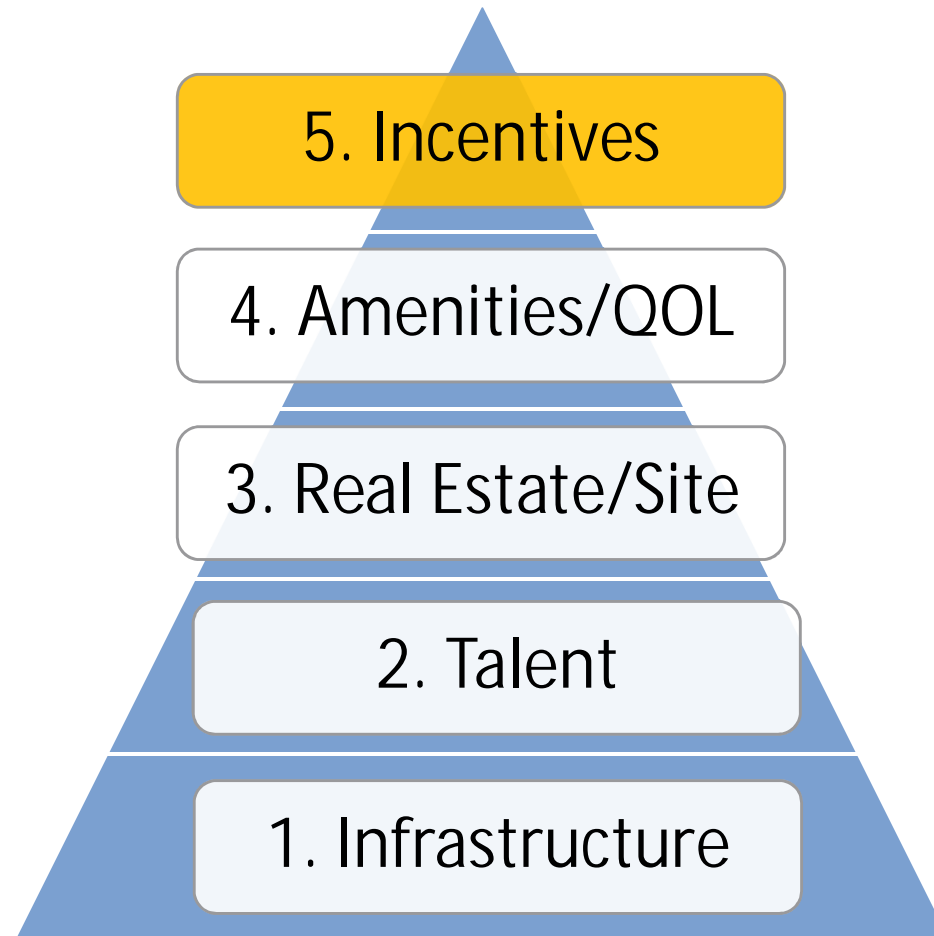 5. Incentives
4. Amenities/QOL
3. Real Estate/Site
2. Talent
1. Infrastructure